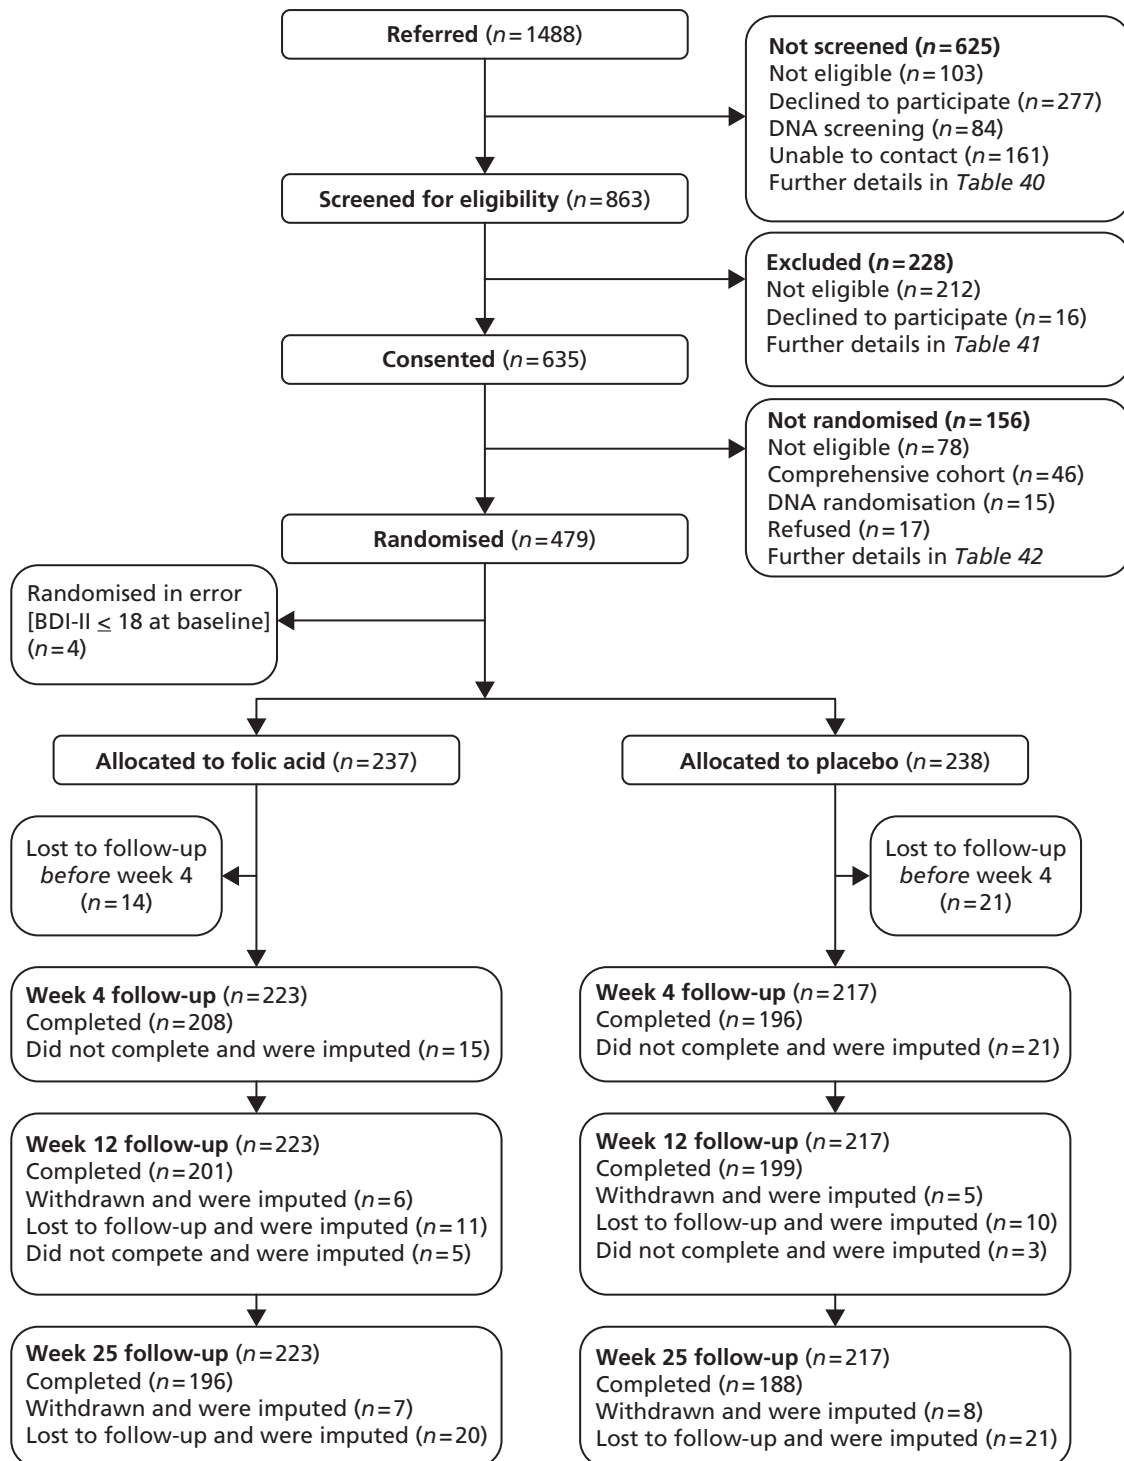 Referred (n=1488)
Not screened (n=625)
Not eligible (n=103)
Declined to participate (n=277)
DNA screening (n=84)
Unable to contact (n=161)
Further details in Table 40
Screened for eligibility (n=863)
Excluded (n=228)
Not eligible (n=212)
Declined to participate (n=16)
Further details in Table 41
Consented (n=635)
Not randomised (n=156)
Not eligible (n=78)
Comprehensive cohort (n=46)
DNA randomisation (n=15)
Refused (n=17)
Further details in Table 42
Randomised (n=479)
Randomised in error
[BDI-II ≤ 18 at baseline]
(n=4)
Allocated to folic acid (n=237)
Allocated to placebo (n=238)
Lost to follow-up
before week 4
(n=14)
Lost to follow-up
before week 4
(n=21)
Week 4 follow-up (n=223)
Completed (n=208)
Did not complete and were imputed (n=15)
Week 4 follow-up (n=217)
Completed (n=196)
Did not complete and were imputed (n=21)
Week 12 follow-up (n=223)
Completed (n=201)
Withdrawn and were imputed (n=6)
Lost to follow-up and were imputed (n=11)
Did not compete and were imputed (n=5)
Week 12 follow-up (n=217)
Completed (n=199)
Withdrawn and were imputed (n=5)
Lost to follow-up and were imputed (n=10)
Did not complete and were imputed (n=3)
Week 25 follow-up (n=223)
Completed (n=196)
Withdrawn and were imputed (n=7)
Lost to follow-up and were imputed (n=20)
Week 25 follow-up (n=217)
Completed (n=188)
Withdrawn and were imputed (n=8)
Lost to follow-up and were imputed (n=21)